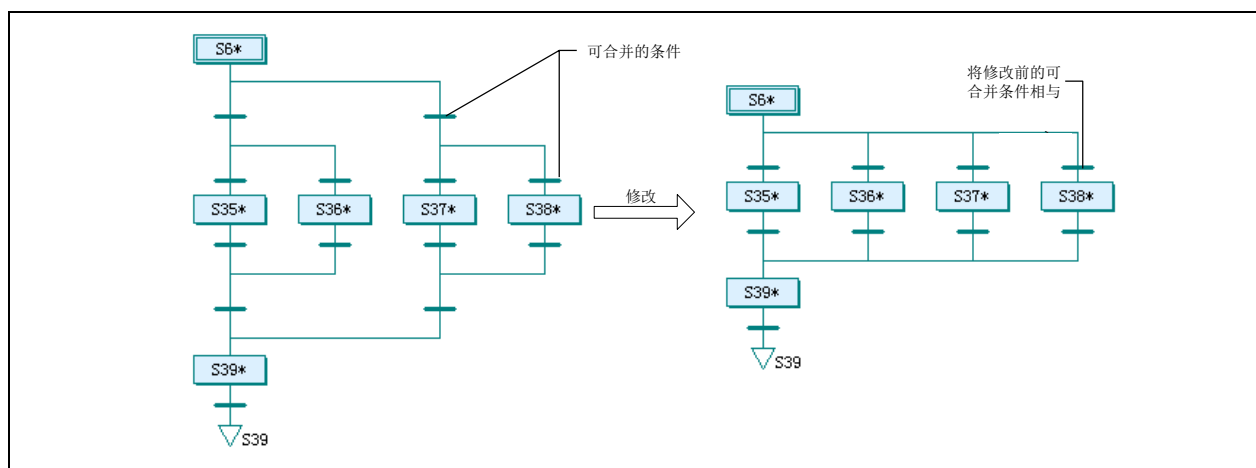 S6*
可合并的条件
S35*
S36*
S37*
S38*
S39*
S39
修改
将修改前的可
合并条件相与
S6*
S35*
S36*
S37*
S38*
S39*
S39